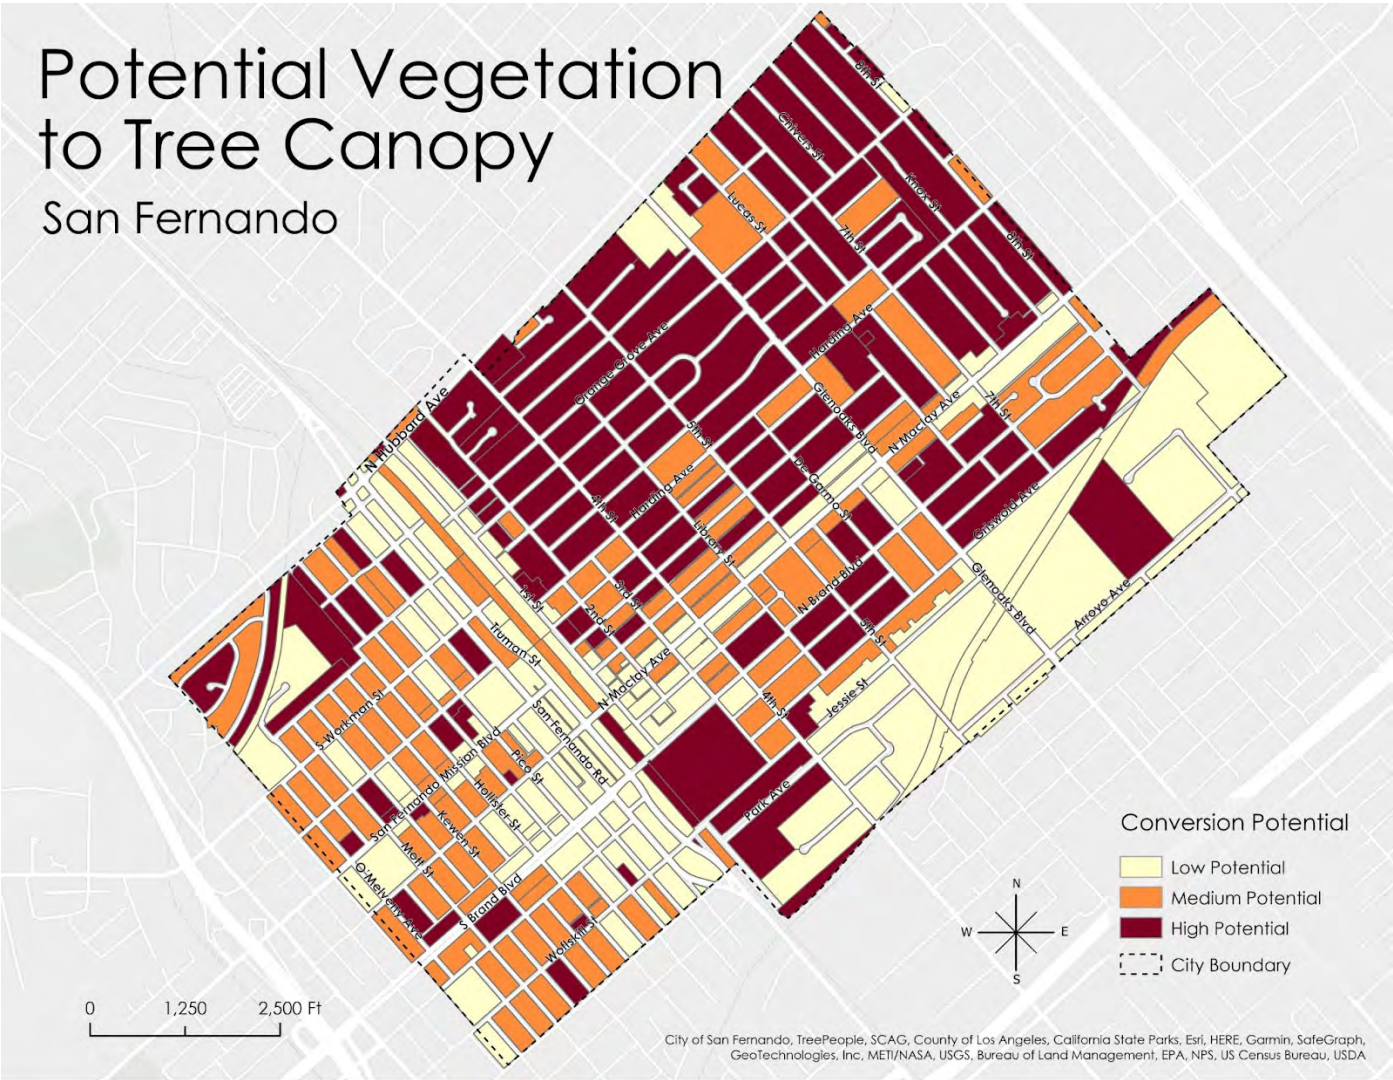 Potential Vegetation
to Tree Canopy
San Fernando
8th St
Chivers St
Knox St
Lucas St
7th St
8th St
Harding Ave
Orange Grove Ave
N Hubbard Ave
Glenoaks Blvd
N Maclay Ave
7th St
5th St
Harding Ave
De Garmo St
4th St
Library St
Griswold Ave
1st St
3rd St
2nd St
N Brand Blvd
Glenoaks Blvd
Arroyo Ave
5th St
Truman St
N Maclay Ave
4th St
Jessie St
S Workman St
San Fernando Rd
San Fernando Mission Blvd
Pico St
Hollister St
Park Ave
Kewen St
Mott St
O'Melveny Ave
S Brand Blvd
Wolfskill St
Conversion Potential
Low Potential
Medium Potential
High Potential
City Boundary
N
W
E
S
0 1,250 2,500 Ft
City of San Fernando, TreePeople, SCAG, County of Los Angeles, California State Parks, Esri, HERE, Garmin, SafeGraph,
GeoTechnologies, Inc, METI/NASA, USGS, Bureau of Land Management, EPA, NPS, US Census Bureau, USDA